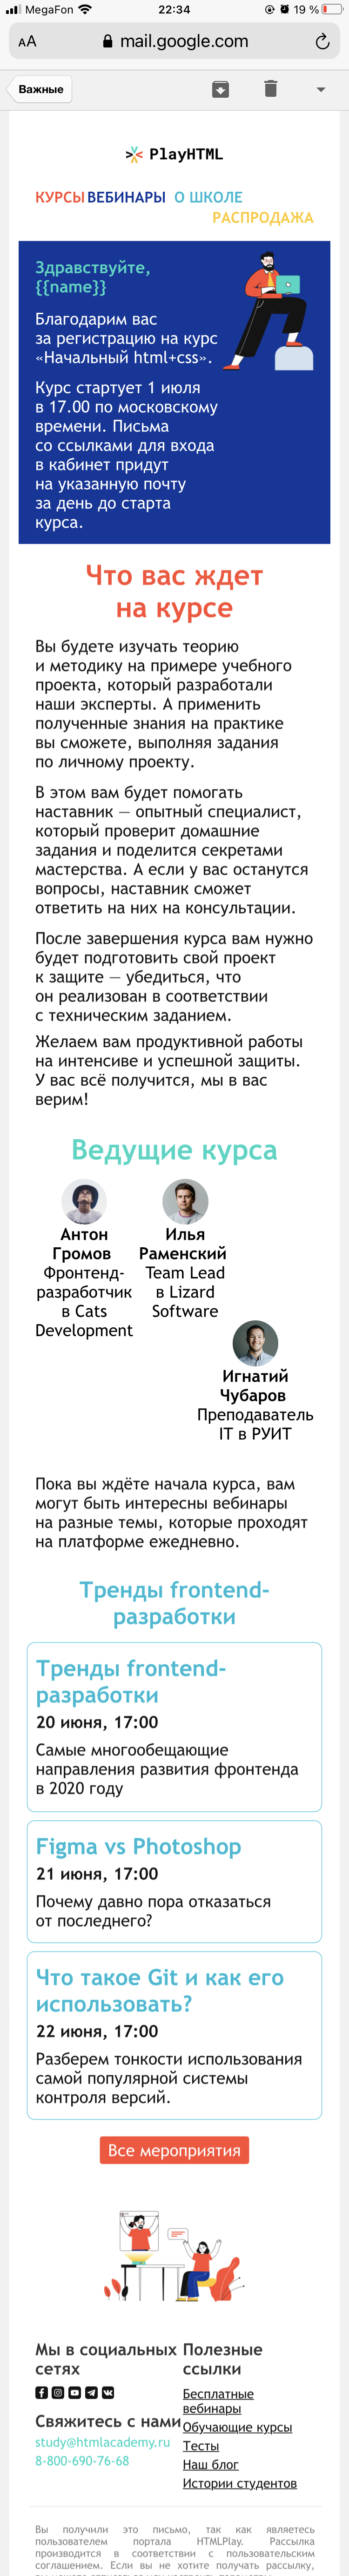 MegaFon 22:34 19 %
AA mail.google.com
Важные
PlayHTML
КУРСЫ ВЕБИНАРЫ О ШКОЛЕ
РАСПРОДАЖА
Здравствуйте,
{{name}}
Благодарим вас
за регистрацию на курс
«Начальный html+css».
Курс стартует 1 июля
в 17.00 по московскому
времени. Письма
со ссылками для входа
в кабинет придут
на указанную почту
за день до старта
курса.
Что вас ждет
на курсе
Вы будете изучать теорию
и методику на примере учебного
проекта, который разработали
наши эксперты. А применить
полученные знания на практике
вы сможете, выполняя задания
по личному проекту.
В этом вам будет помогать
наставник — опытный специалист,
который проверит домашние
задания и поделится секретами
мастерства. А если у вас останутся
вопросы, наставник сможет
ответить на них на консультации.
После завершения курса вам нужно
будет подготовить свой проект
к защите — убедиться, что
он реализован в соответствии
с техническим заданием.
Желаем вам продуктивной работы
на интенсиве и успешной защиты.
У вас всё получится, мы в вас
верим!
Ведущие курса
Антон
Громов
Фронтенд-
разработчик
в Cats
Development
Илья
Раменский
Team Lead
в Lizard
Software
Игнатий
Чубаров
Преподаватель
IT в РУИТ
Пока вы ждёте начала курса, вам
могут быть интересны вебинары
на разные темы, которые проходят
на платформе ежедневно.
Тренды frontend-
разработки
Тренды frontend-
разработки
20 июня, 17:00
Самые многообещающие
направления развития фронтенда
в 2020 году
Figma vs Photoshop
21 июня, 17:00
Почему давно пора отказаться
от последнего?
Что такое Git и как его
использовать?
22 июня, 17:00
Разберем тонкости использования
самой популярной системы
контроля версий.
Все мероприятия
Мы в социальных
сетях
Свяжитесь с нами
study@htmlacademy.ru
8-800-690-76-68
Полезные
ссылки
Бесплатные
вебинары
Обучающие курсы
Тесты
Наш блог
Истории студентов
Вы получили это письмо, так как являетесь
пользователем портала HTMLPlay. Рассылка
производится в соответствии с пользовательским
соглашением. Если вы не хотите получать рассылку,